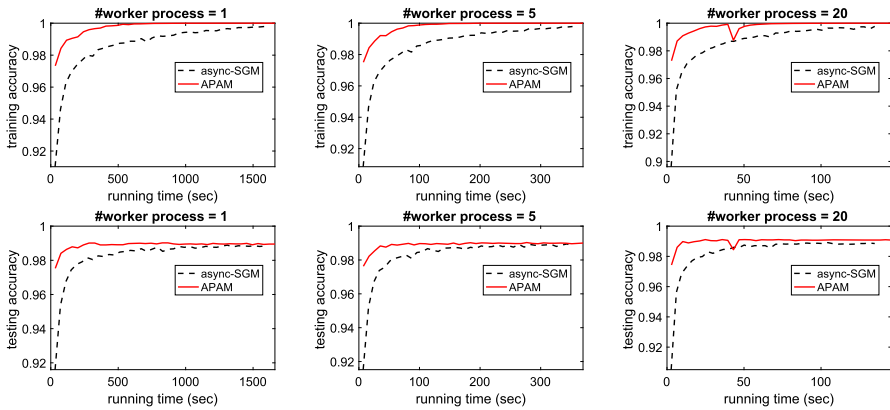 #worker process = 1
training accuracy
1
0.98
0.96
0.94
0.92
async-SGM
APAM
0
500
1000
1500
running time (sec)
#worker process = 5
training accuracy
1
0.98
0.96
0.94
0.92
async-SGM
APAM
0
100
200
300
running time (sec)
#worker process = 20
training accuracy
1
0.98
0.96
0.94
0.92
0.9
async-SGM
APAM
0
50
100
running time (sec)
#worker process = 1
testing accuracy
1
0.98
0.96
0.94
0.92
async-SGM
APAM
0
500
1000
1500
running time (sec)
#worker process = 5
testing accuracy
1
0.98
0.96
0.94
0.92
async-SGM
APAM
0
100
200
300
running time (sec)
#worker process = 20
testing accuracy
1
0.98
0.96
0.94
0.92
async-SGM
APAM
0
50
100
running time (sec)